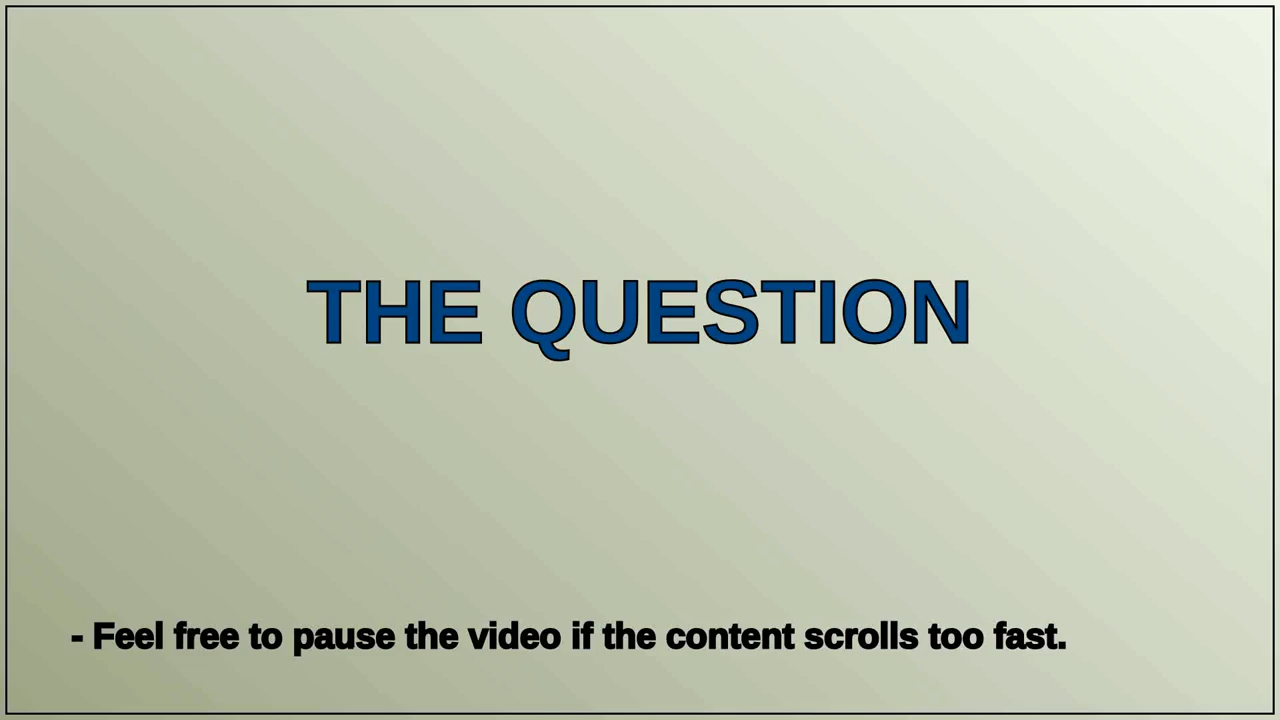 THE QUESTION
- Feel free to pause the video if the content scrolls too fast.